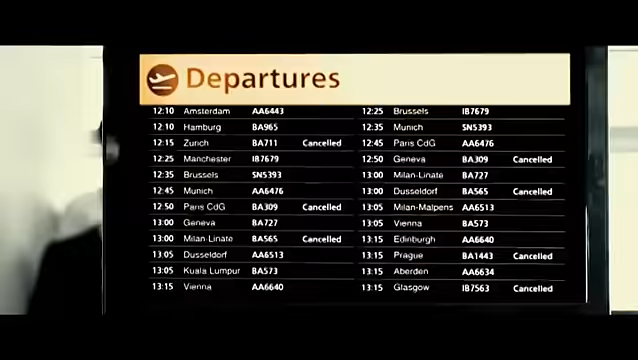 Departures
12:10 Amsterdam AA6443
12:10 Hamburg BA965
12:15 Zurich BA711 Cancelled
12:25 Manchester IB7679
12:35 Brussels SN5393
12:45 Munich AA6476
12:50 Paris CdG BA309 Cancelled
13:00 Geneva BA727
13:00 Milan-Linate BA565 Cancelled
13:05 Dusseldorf AA6513
13:05 Kuala Lumpur BA573
13:15 Vienna AA6640
12:25 Brussels IB7679
12:35 Munich SN5393
12:45 Paris CdG AA6476
12:50 Geneva BA309 Cancelled
13:00 Milan-Linate BA727
13:00 Dusseldorf BA565 Cancelled
13:05 Milan-Malpens AA6513
13:05 Vienna BA573
13:15 Edinburgh AA6640
13:15 Prague BA1443 Cancelled
13:15 Aberden AA6634
13:15 Glasgow IB7563 Cancelled